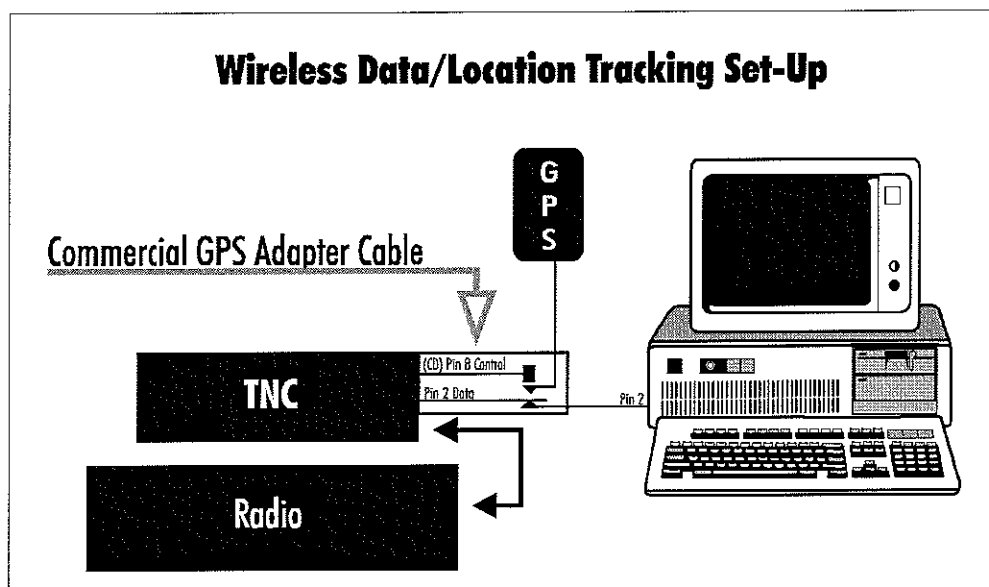 Wireless Data/Location Tracking Set-Up
GPS
Commercial GPS Adapter Cable
(CD) Pin 8 Control
TNC
Pin 2 Data
Pin 2
Radio